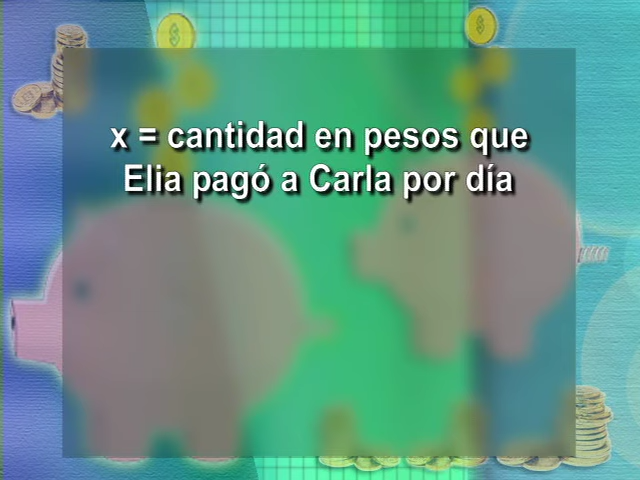 x = cantidad en pesos que
Elia pagó a Carla por día